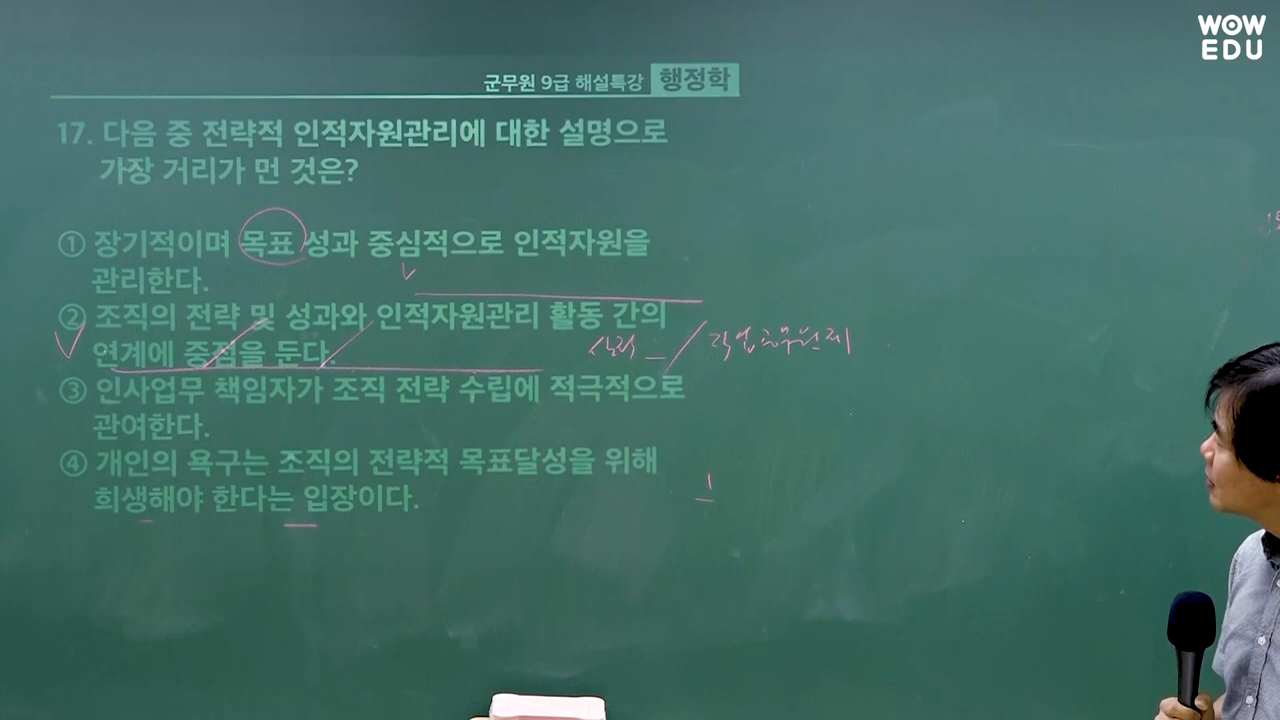 WOW
EDU
군무원 9급 해설특강 행정학
17. 다음 중 전략적 인적자원관리에 대한 설명으로
가장 거리가 먼 것은?
① 장기적이며 목표 성과 중심적으로 인적자원을
관리한다.
② 조직의 전략 및 성과와 인적자원관리 활동 간의
연계에 중점을 둔다.
③ 인사업무 책임자가 조직 전략 수립에 적극적으로
관여한다.
④ 개인의 욕구는 조직의 전략적 목표달성을 위해
희생해야 한다는 입장이다.